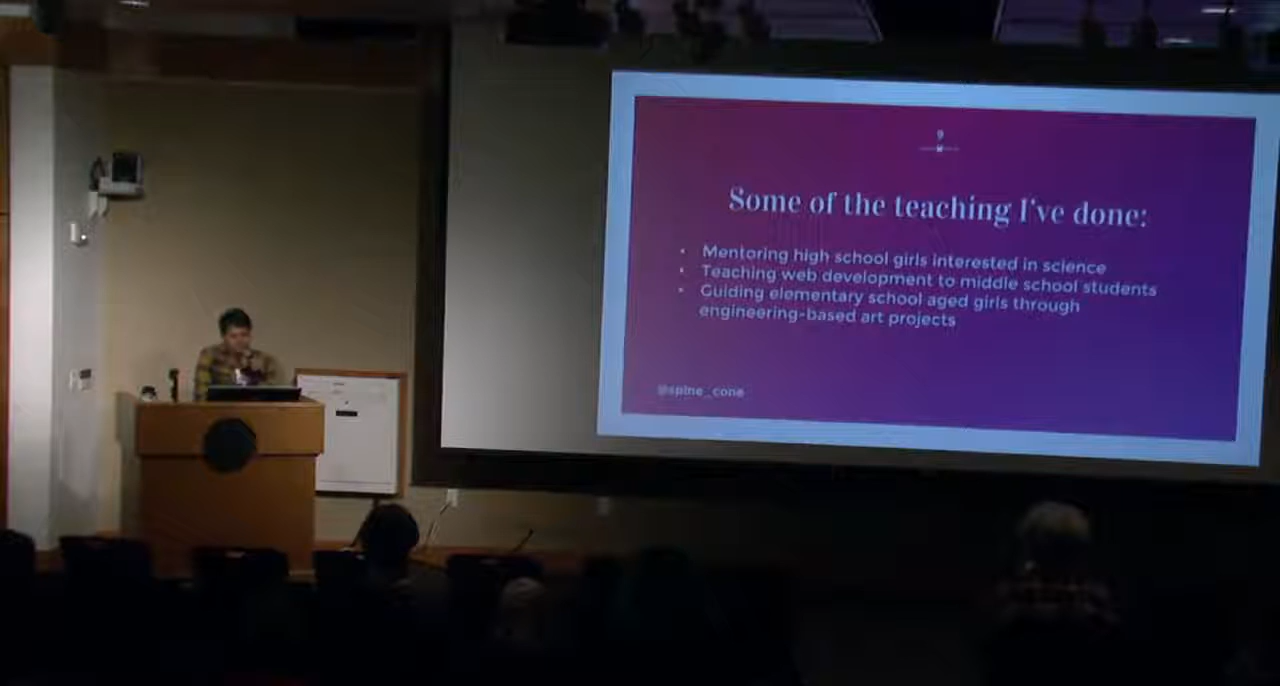 Some of the teaching I've done:
• Mentoring high school girls interested in science
• Teaching web development to middle school students
• Guiding elementary school aged girls through
engineering-based art projects
@spine_cone